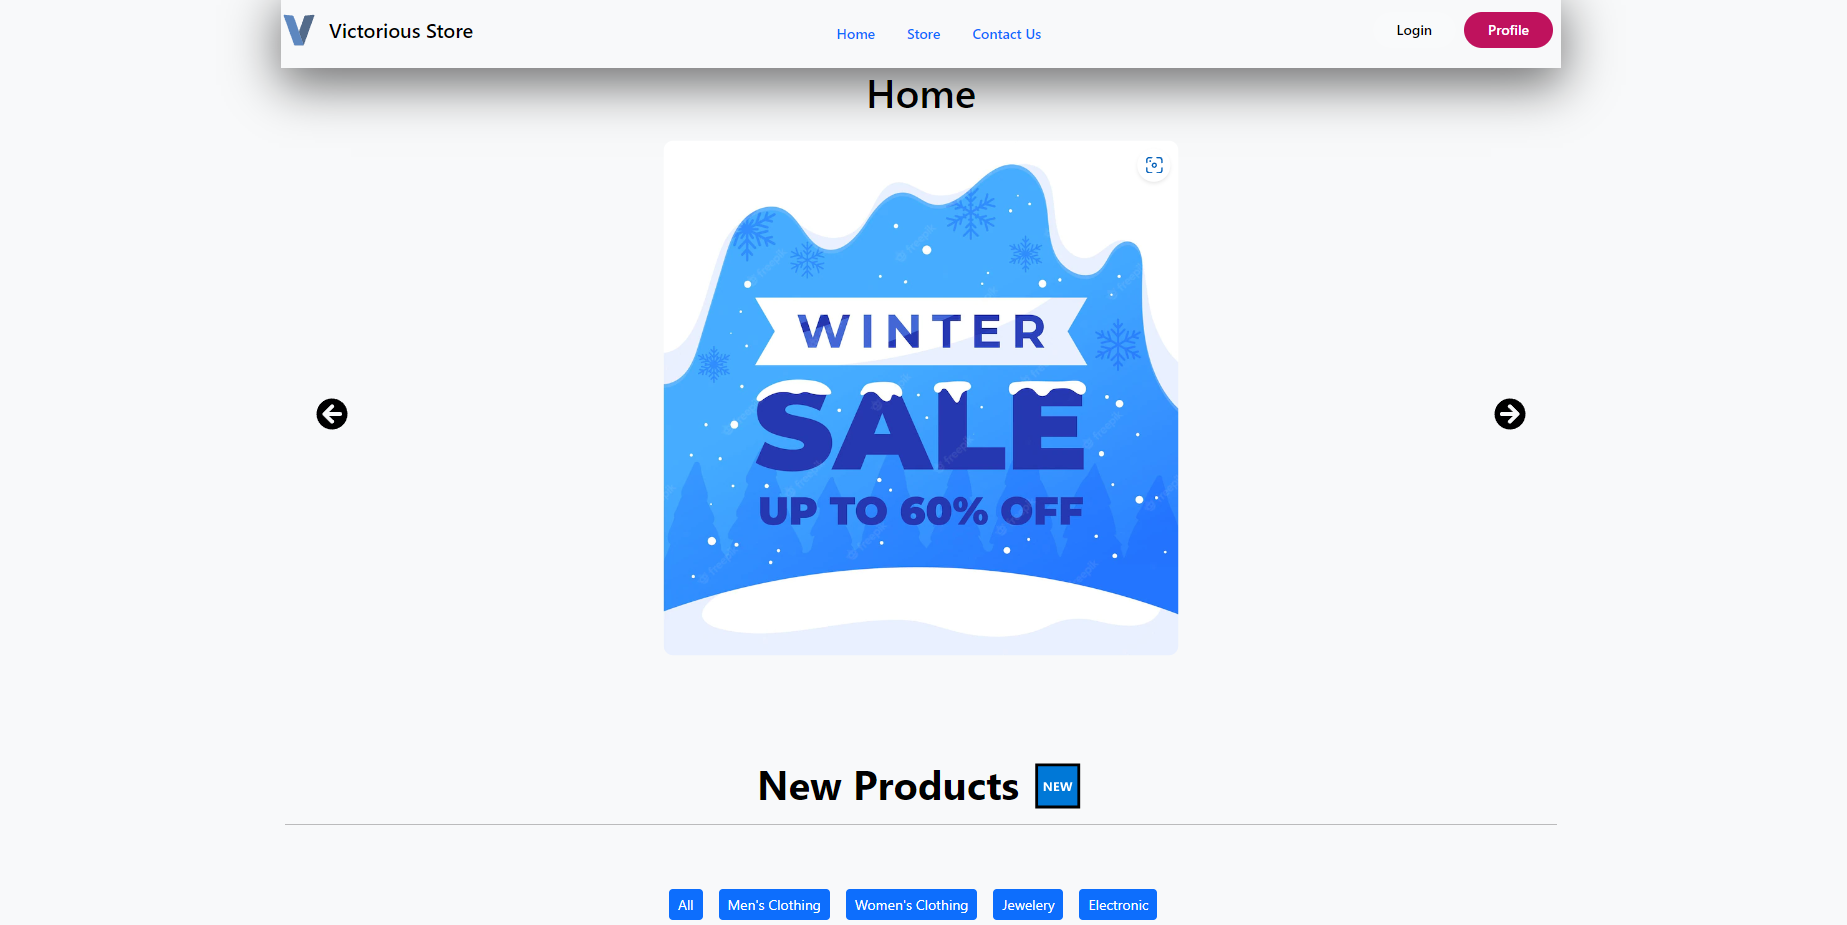 Victorious Store
Home Store Contact Us
Login Profile
Home
WINTER
SALE
UP TO 60% OFF
New Products NEW
All Men's Clothing Women's Clothing Jewelery Electronic